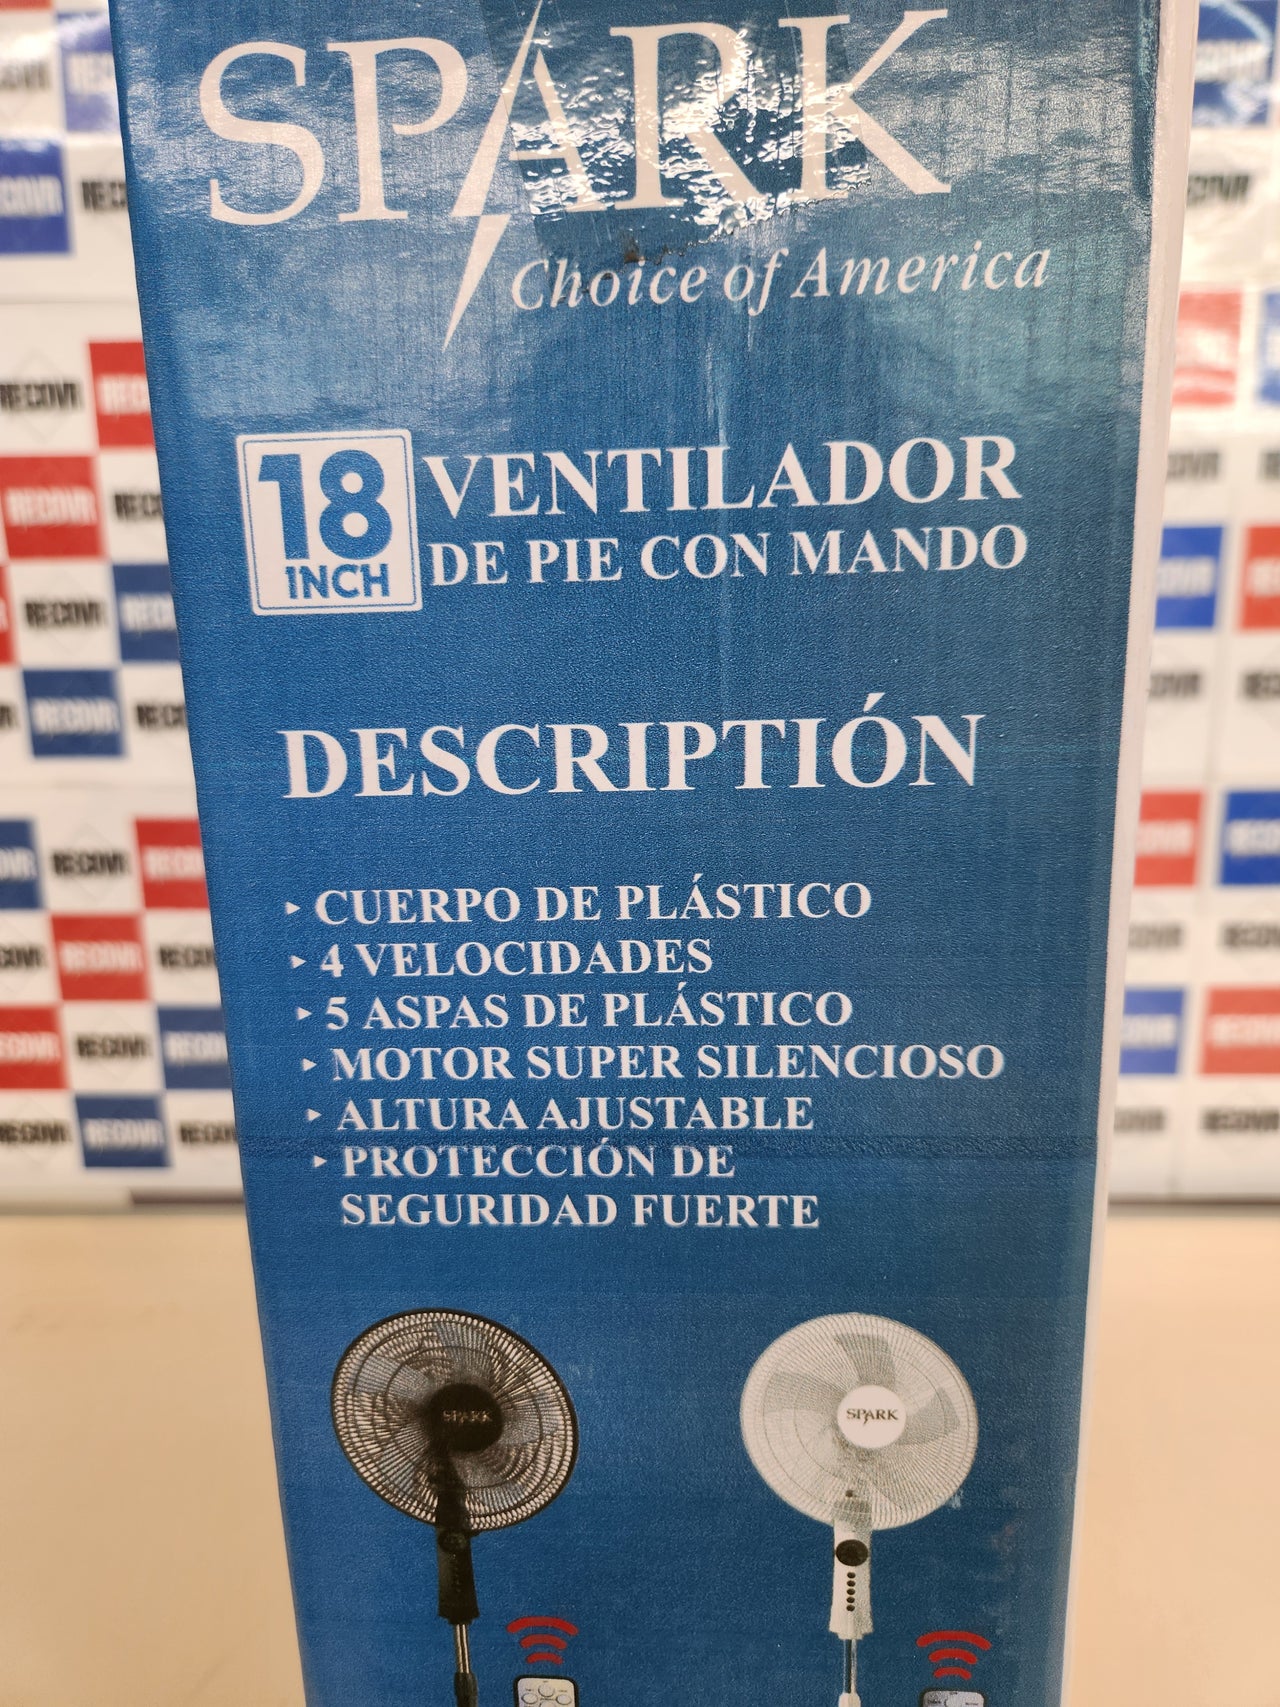 SPARK
Choice of America
18
INCH
VENTILADOR
DE PIE CON MANDO
DESCRIPTIÓN
‣ CUERPO DE PLÁSTICO
‣ 4 VELOCIDADES
‣ 5 ASPAS DE PLÁSTICO
‣ MOTOR SUPER SILENCIOSO
‣ ALTURA AJUSTABLE
‣ PROTECCIÓN DE
SEGURIDAD FUERTE
SPARK
SPARK
RECOVR